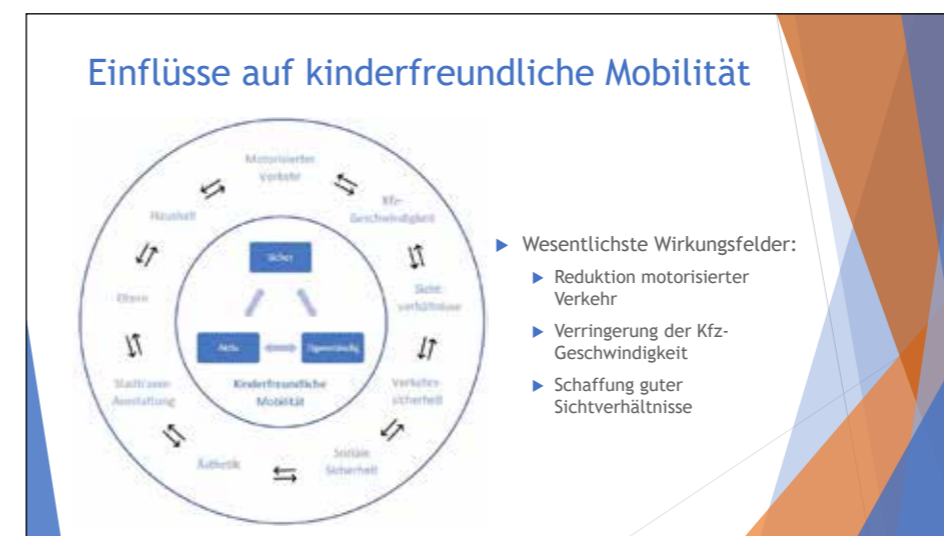 Einflüsse auf kinderfreundliche Mobilität
Motorisierter
Verkehr
Kfz-
Geschwindigkeit
Haushalt
Sicher
Sicht-
verhältnisse
Eltern
Aktiv
Eigenständig
Kinderfreundliche
Mobilität
Stadtraum
Ausstattung
Verkehrs-
sicherheit
Ästhetik
Soziale
Sicherheit
Wesentlichste Wirkungsfelder:
Reduktion motorisierter
Verkehr
Verringerung der Kfz-
Geschwindigkeit
Schaffung guter
Sichtverhältnisse